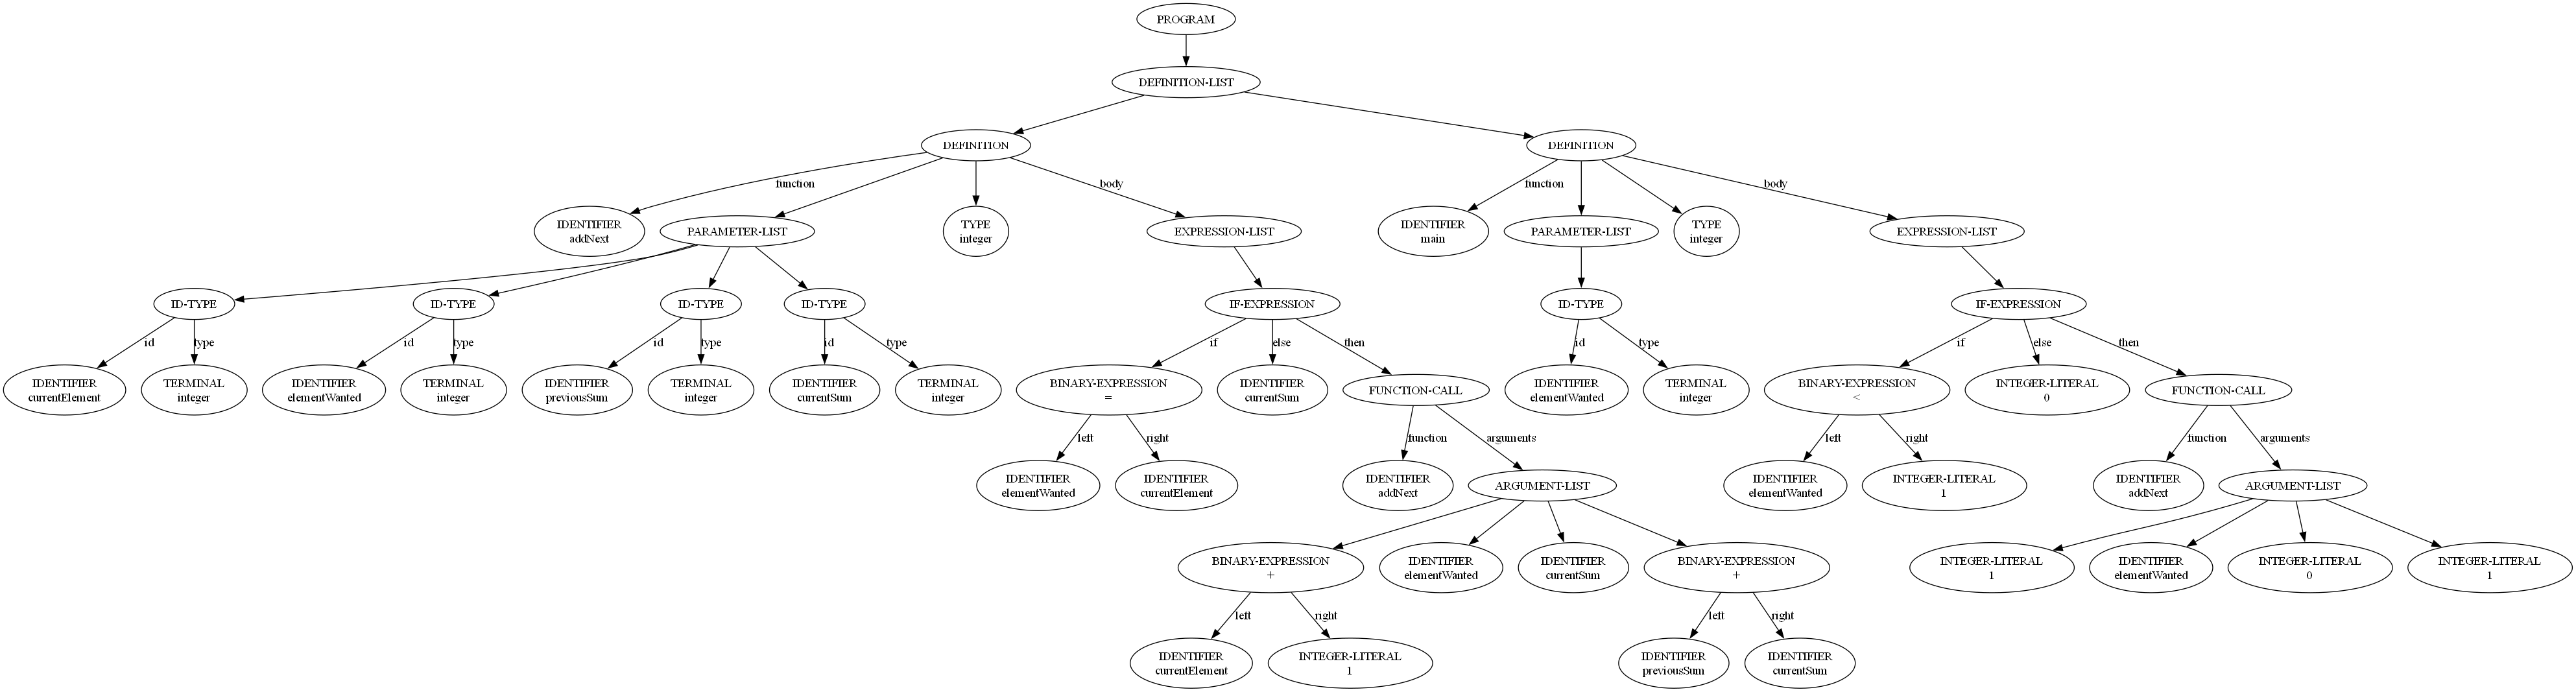 PROGRAM
DEFINITION-LIST
DEFINITION
DEFINITION
function
body
function
body
IDENTIFIER
addNext
PARAMETER-LIST
TYPE
integer
EXPRESSION-LIST
IDENTIFIER
main
PARAMETER-LIST
TYPE
integer
EXPRESSION-LIST
ID-TYPE
ID-TYPE
ID-TYPE
ID-TYPE
IF-EXPRESSION
ID-TYPE
IF-EXPRESSION
id
type
id
type
id
type
id
type
if
else
then
id
type
if
else
then
IDENTIFIER
currentElement
TERMINAL
integer
IDENTIFIER
elementWanted
TERMINAL
integer
IDENTIFIER
previousSum
TERMINAL
integer
IDENTIFIER
currentSum
TERMINAL
integer
BINARY-EXPRESSION
=
IDENTIFIER
currentSum
FUNCTION-CALL
IDENTIFIER
elementWanted
TERMINAL
integer
BINARY-EXPRESSION
<
INTEGER-LITERAL
0
FUNCTION-CALL
left
right
function
arguments
left
right
function
arguments
IDENTIFIER
elementWanted
IDENTIFIER
currentElement
IDENTIFIER
addNext
ARGUMENT-LIST
IDENTIFIER
elementWanted
INTEGER-LITERAL
1
IDENTIFIER
addNext
ARGUMENT-LIST
BINARY-EXPRESSION
+
IDENTIFIER
elementWanted
IDENTIFIER
currentSum
BINARY-EXPRESSION
+
INTEGER-LITERAL
1
IDENTIFIER
elementWanted
INTEGER-LITERAL
0
INTEGER-LITERAL
1
left
right
left
right
IDENTIFIER
currentElement
INTEGER-LITERAL
1
IDENTIFIER
previousSum
IDENTIFIER
currentSum